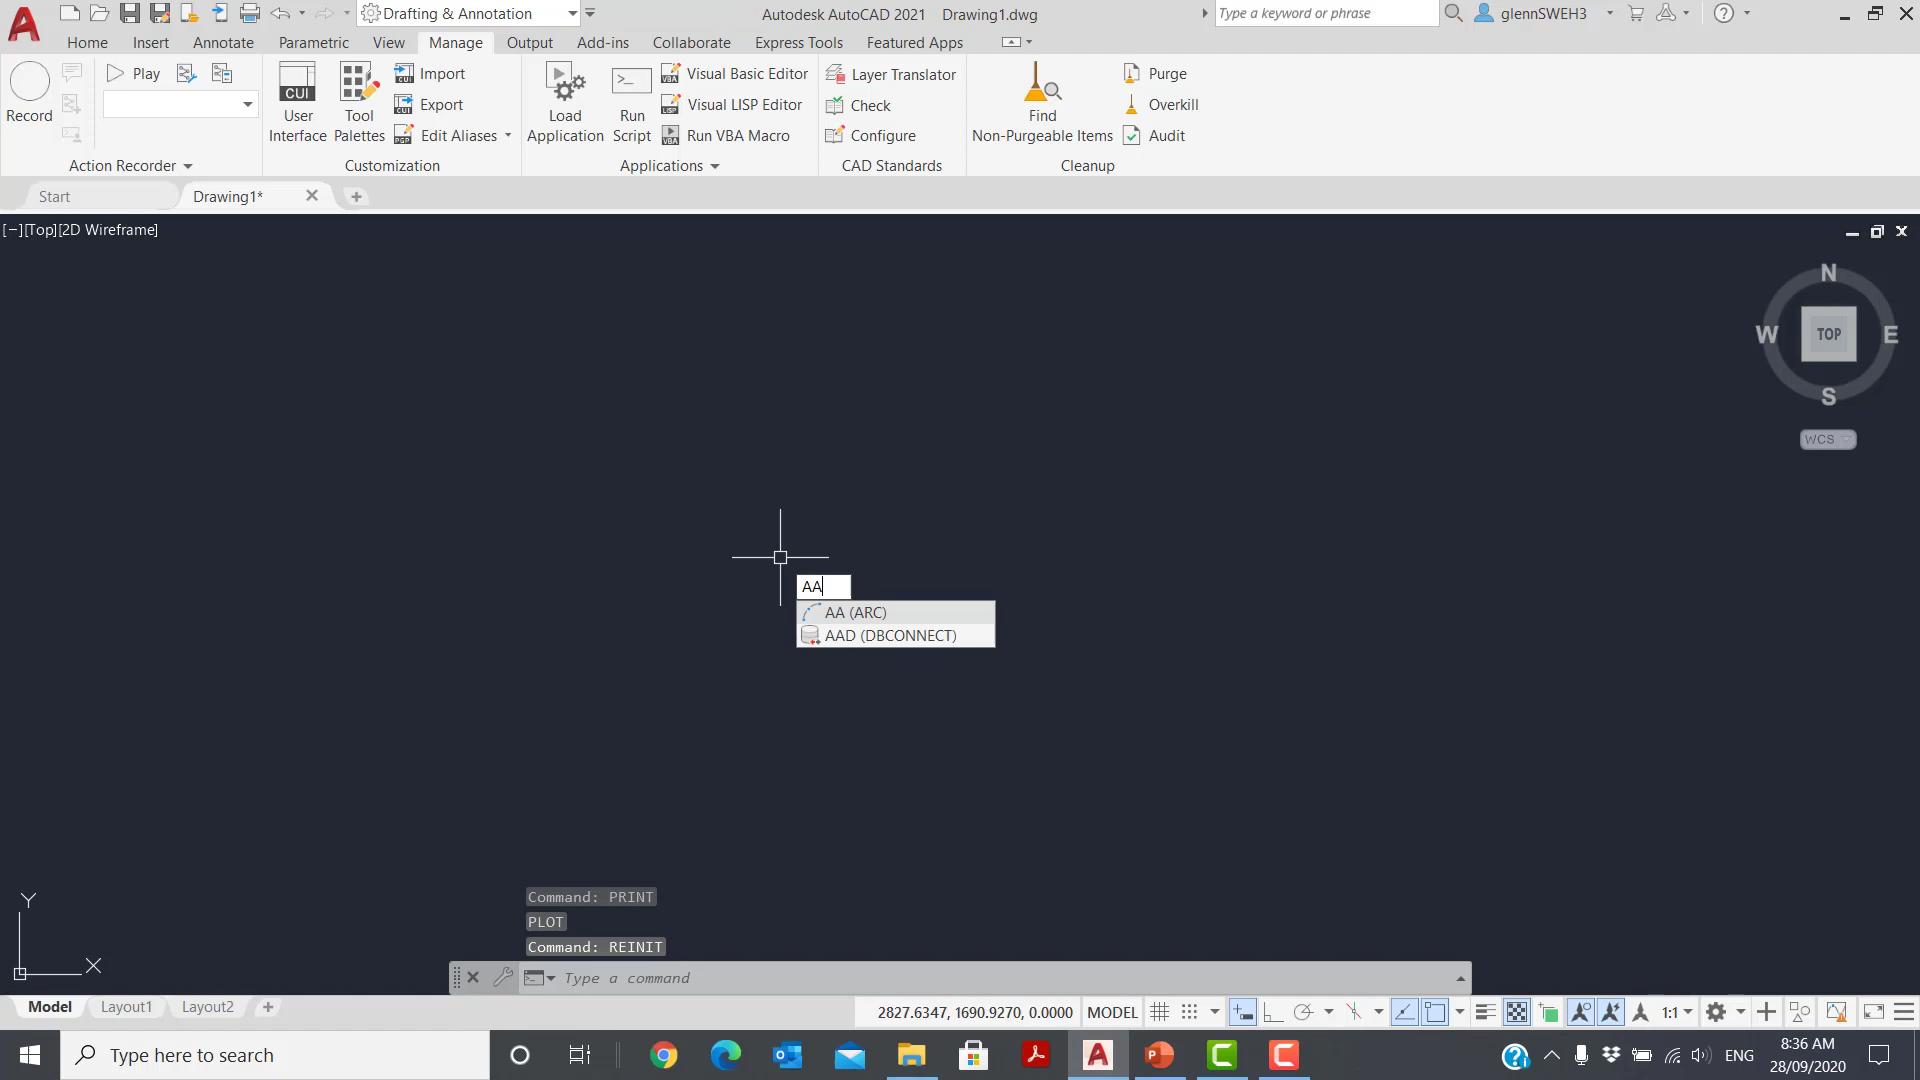 Drafting & Annotation
Autodesk AutoCAD 2021 Drawing1.dwg
Type a keyword or phrase
glennSWEH3
Home Insert Annotate Parametric View Manage Output Add-ins Collaborate Express Tools Featured Apps
Record
Play
Action Recorder
CUI
User
Interface
Tool
Palettes
Import
Export
Edit Aliases
Customization
Load
Application
Run
Script
Visual Basic Editor
Visual LISP Editor
Run VBA Macro
Applications
Layer Translator
Check
Configure
CAD Standards
Find
Non-Purgeable Items
Purge
Overkill
Audit
Cleanup
Start
Drawing1*
[−][Top][2D Wireframe]
N
W TOP E
S
WCS
AA
AA (ARC)
AAD (DBCONNECT)
Command: PRINT
PLOT
Command: REINIT
Y
X
Type a command
Model Layout1 Layout2
2827.6347, 1690.9270, 0.0000 MODEL
1:1
Type here to search
ENG
8:36 AM
28/09/2020